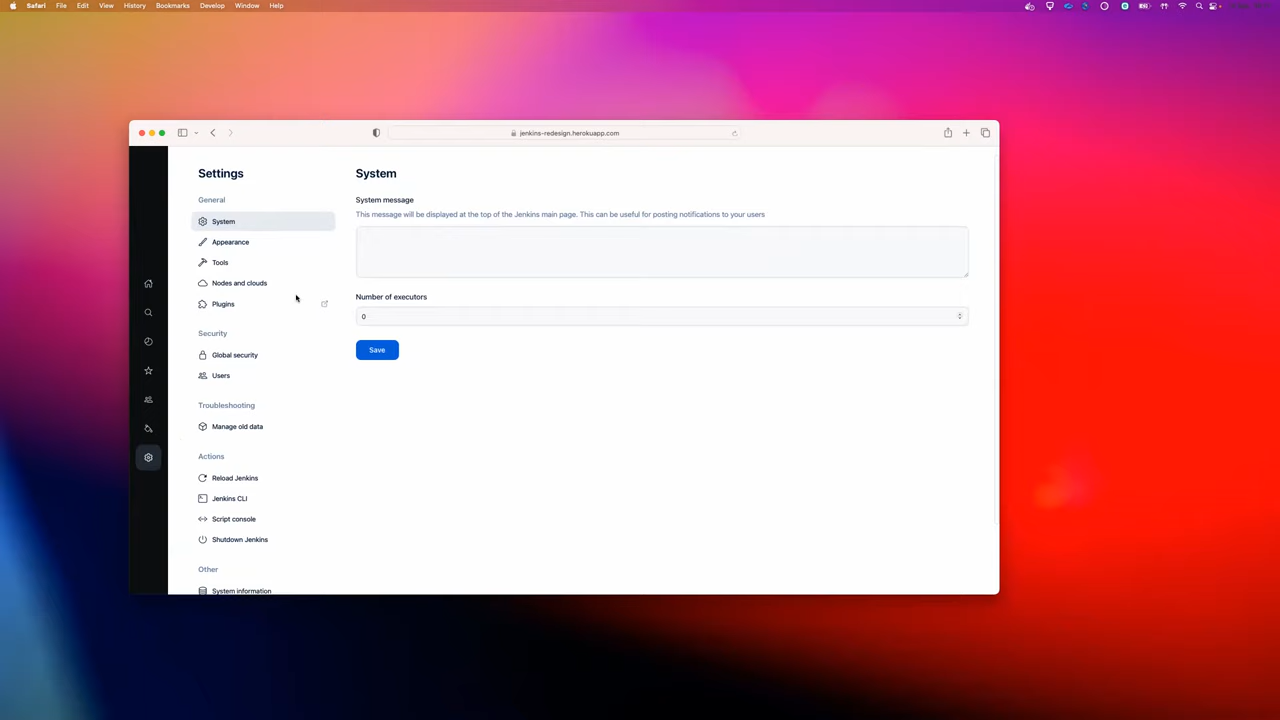 Safari File Edit View History Bookmarks Develop Window Help
jenkins-redesign.herokuapp.com
Settings
General
System
Appearance
Tools
Nodes and clouds
Plugins
Security
Global security
Users
Troubleshooting
Manage old data
Actions
Reload Jenkins
Jenkins CLI
Script console
Shutdown Jenkins
Other
System information
System
System message
This message will be displayed at the top of the Jenkins main page. This can be useful for posting notifications to your users
Number of executors
0
Save